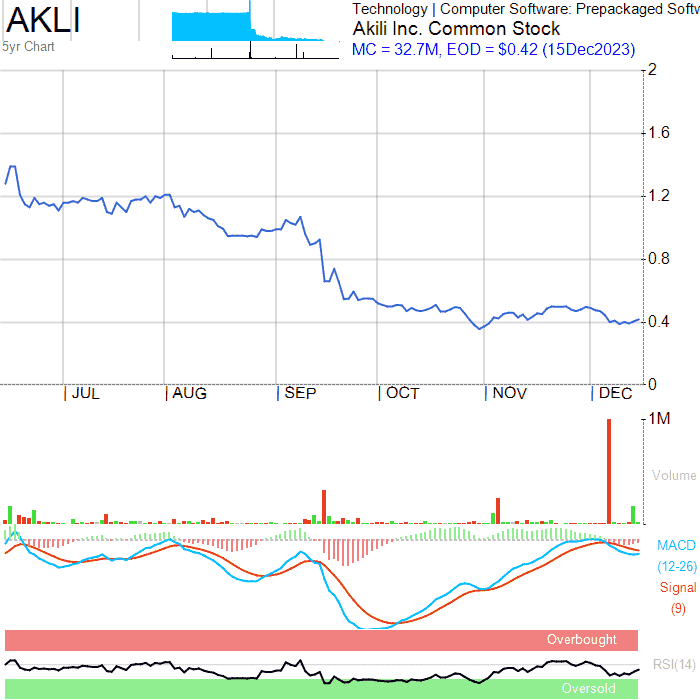 AKLI
5yr Chart
Technology | Computer Software: Prepackaged Softw
Akili Inc. Common Stock
MC = 32.7M, EOD = $0.42 (15Dec2023)
2
1.6
1.2
0.8
0.4
0
JUL AUG SEP OCT NOV DEC
1M
Volume
MACD
(12-26)
Signal
(9)
Overbought
RSI(14)
Oversold